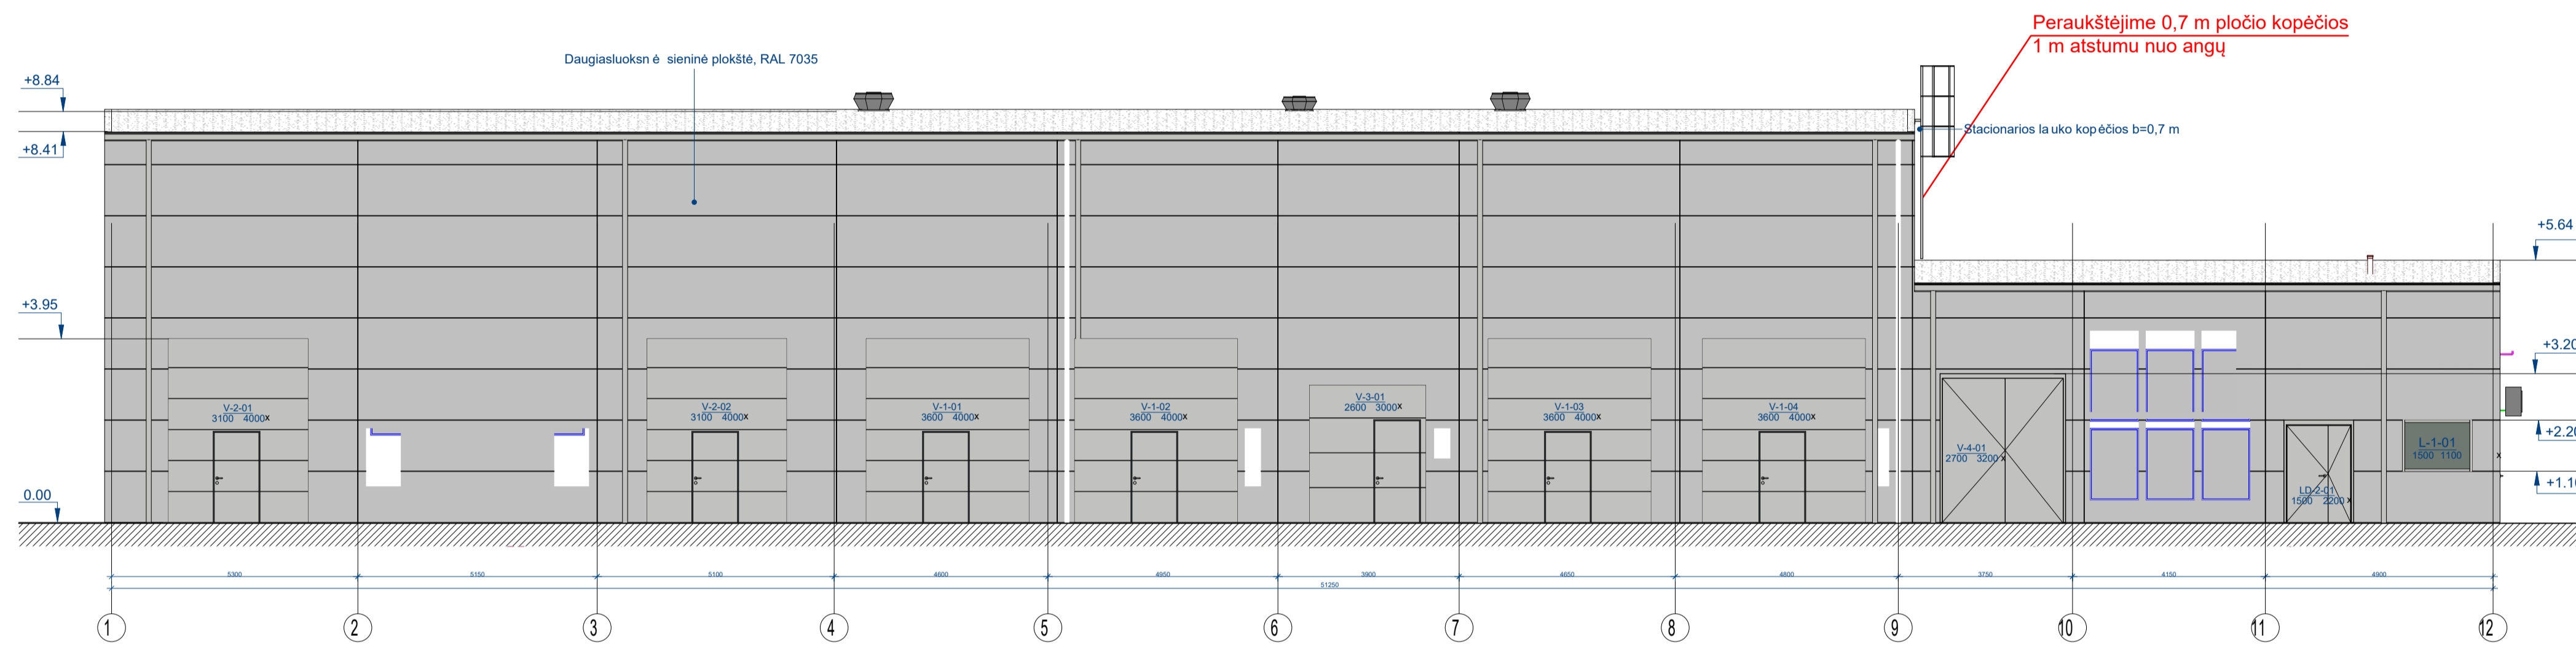 Peraukštėjime 0,7 m pločio kopėčios
1 m atstumu nuo angų
Daugiasluoksn ė sieninė plokštė, RAL 7035
+8.84
+8.41
Stacionarios la uko kopėčios b=0,7 m
+5.64
+3.95
+3.20
V-2-01
3100 4000x
V-2-02
3100 4000x
V-1-01
3600 4000x
V-1-02
3600 4000x
V-3-01
2600 3000x
V-1-03
3600 4000x
V-1-04
3600 4000x
V-4-01
2700 3200 x
LD-2-01
1500 2200 x
L-1-01
1500 1100 x
+2.20
+1.10
0.00
5300 5150 5100 4600 4950 3900 4650 4800 3750 4150 4900
51250
1 2 3 4 5 6 7 8 9 10 11 12